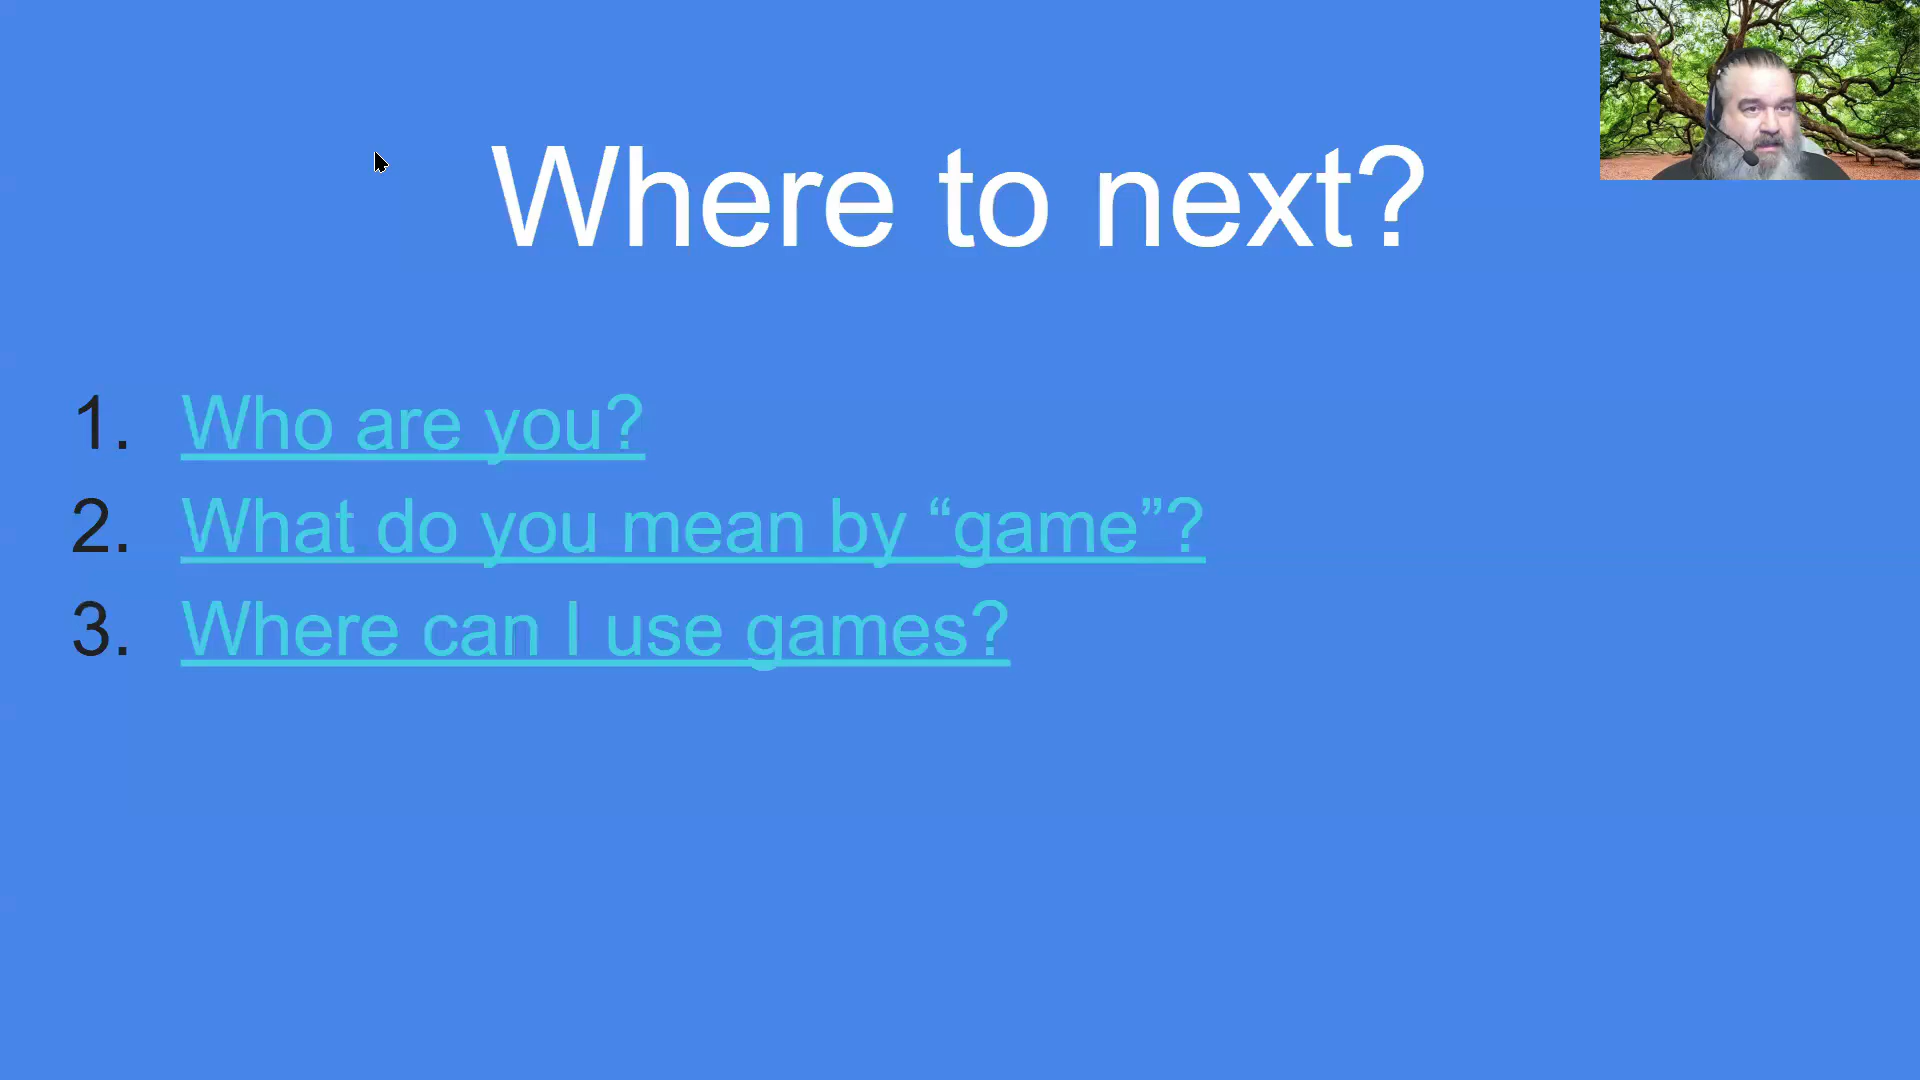 Where to next?
1. Who are you?
2. What do you mean by “game”?
3. Where can I use games?